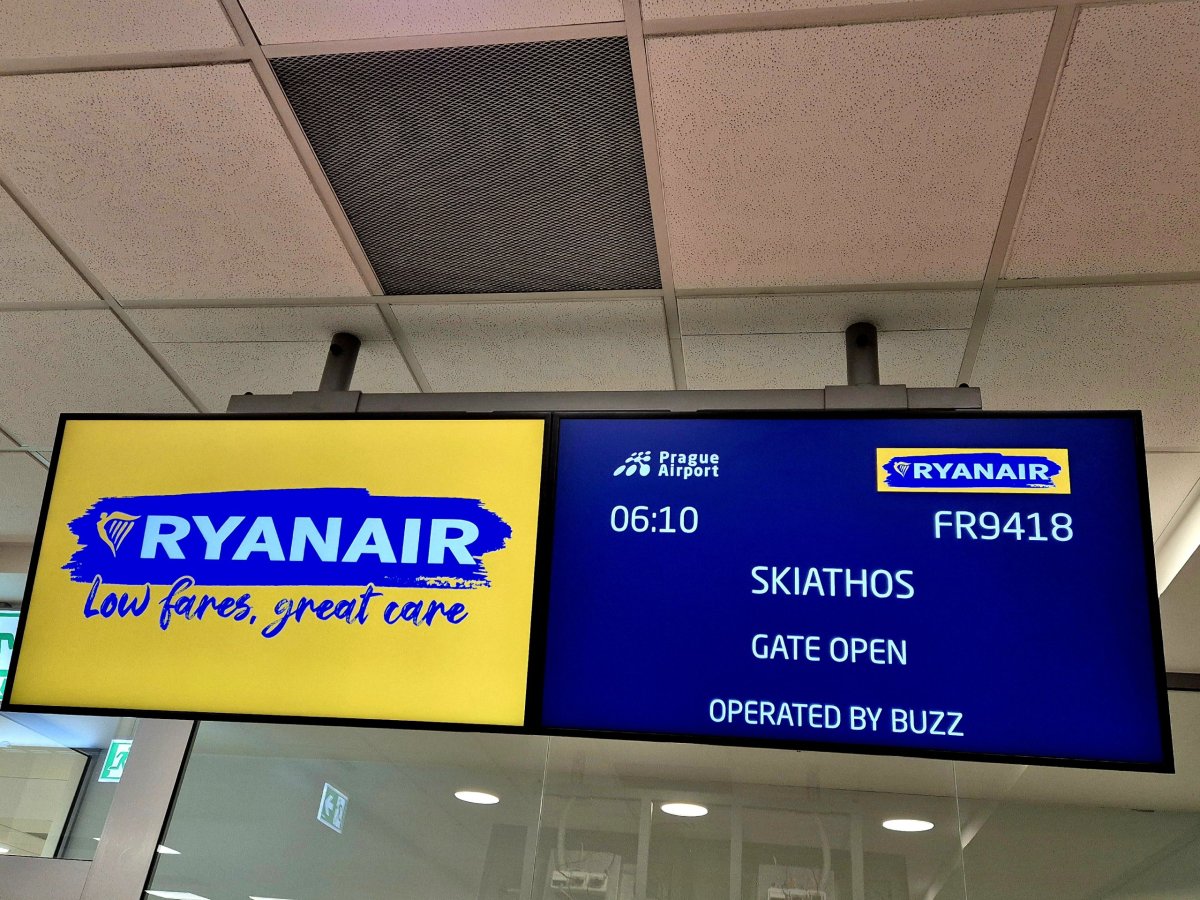 RYANAIR
Low fares, great care
Prague
Airport
RYANAIR
06:10
FR9418
SKIATHOS
GATE OPEN
OPERATED BY BUZZ